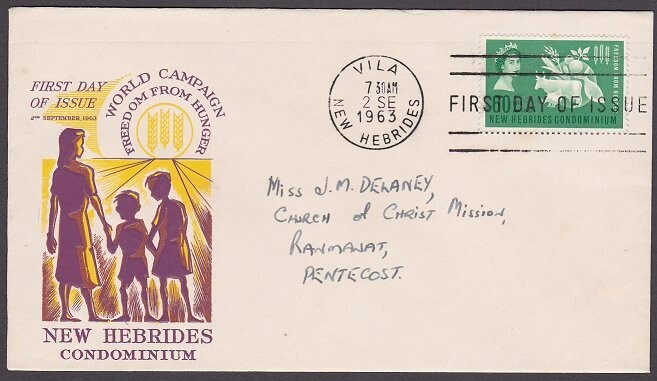 FIRST DAY
OF ISSUE
2ND SEPTEMBER, 1963
WORLD CAMPAIGN
FREEDOM FROM HUNGER
NEW HEBRIDES
CONDOMINIUM
VILA
7 30AM
2 SE
1963
NEW HEBRIDES
FIRST DAY OF ISSUE
FREEDOM FROM
NEW HEBRIDES CONDOMINIUM
Miss J.M. DELANEY,
CHURCH of CHRIST MISSION,
RANMAWAT,
PENTECOST.